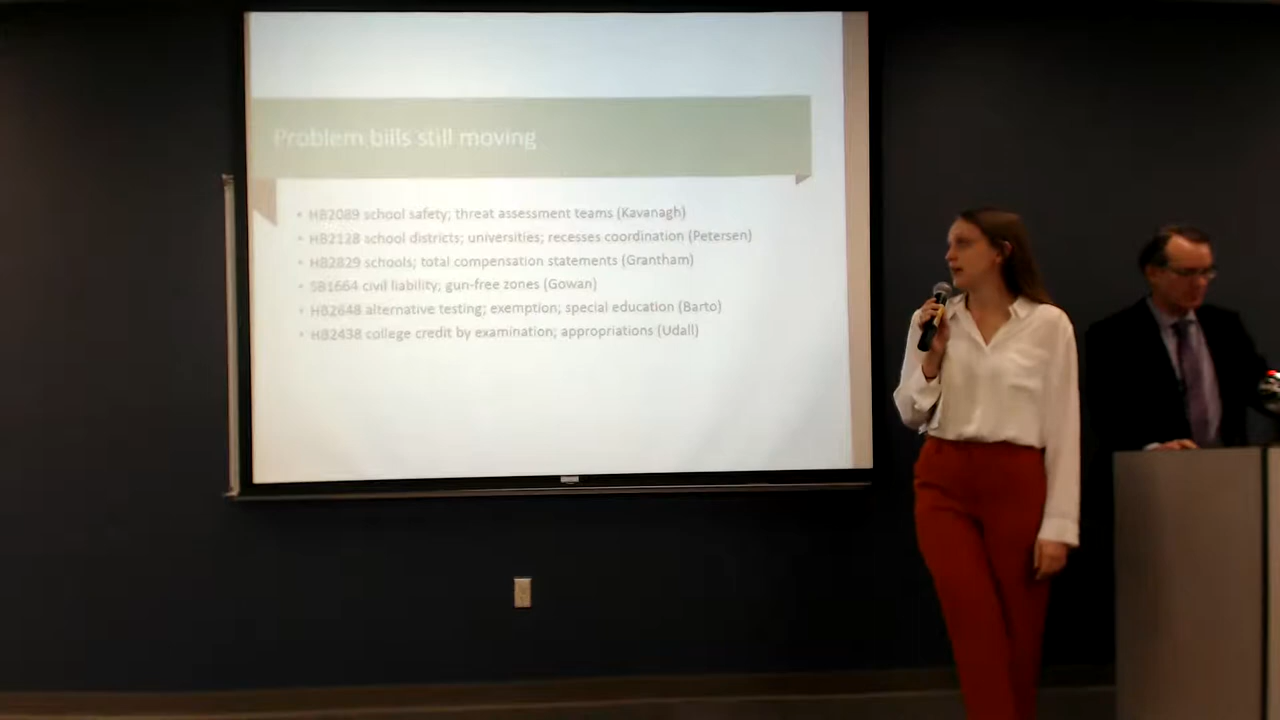 Problem bills still moving
• HB2089 school safety; threat assessment teams (Kavanagh)
• HB2128 school districts; universities; recesses coordination (Petersen)
• HB2829 schools; total compensation statements (Grantham)
• SB1664 civil liability; gun-free zones (Gowan)
• HB2648 alternative testing; exemption; special education (Barto)
• HB2438 college credit by examination; appropriations (Udall)